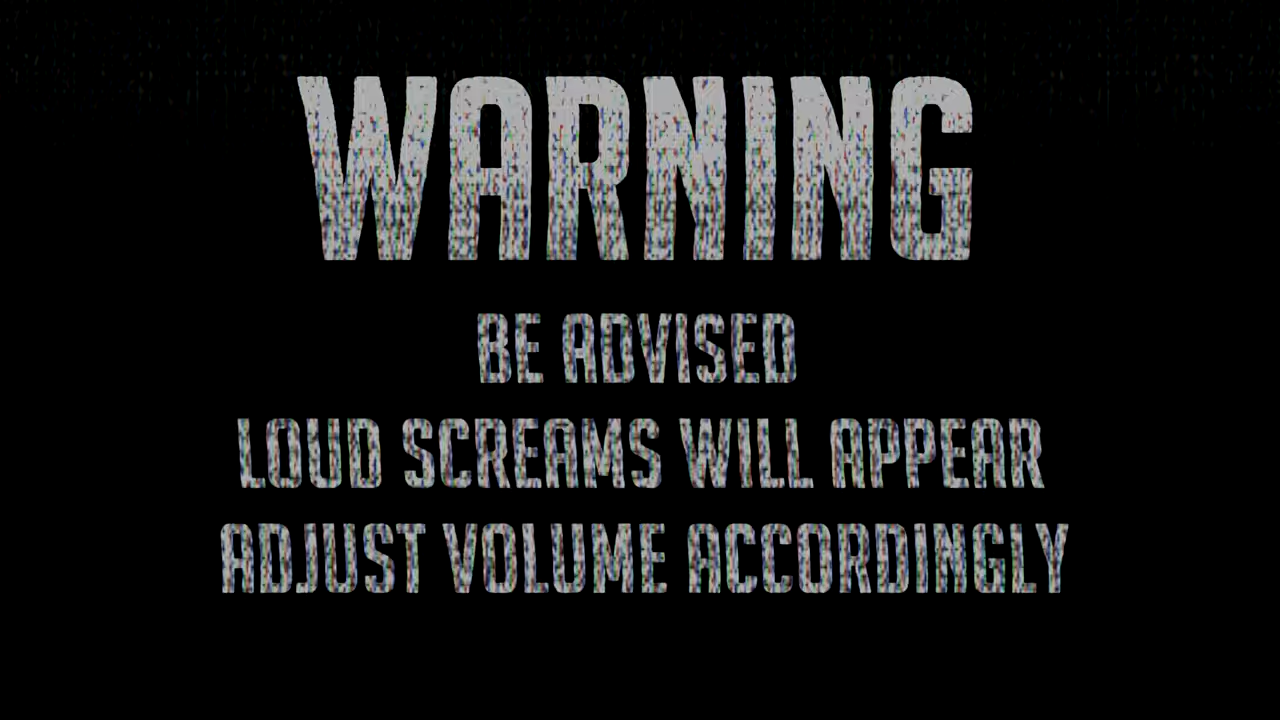 WARNING
BE ADVISED
LOUD SCREAMS WILL APPEAR
ADJUST VOLUME ACCORDINGLY